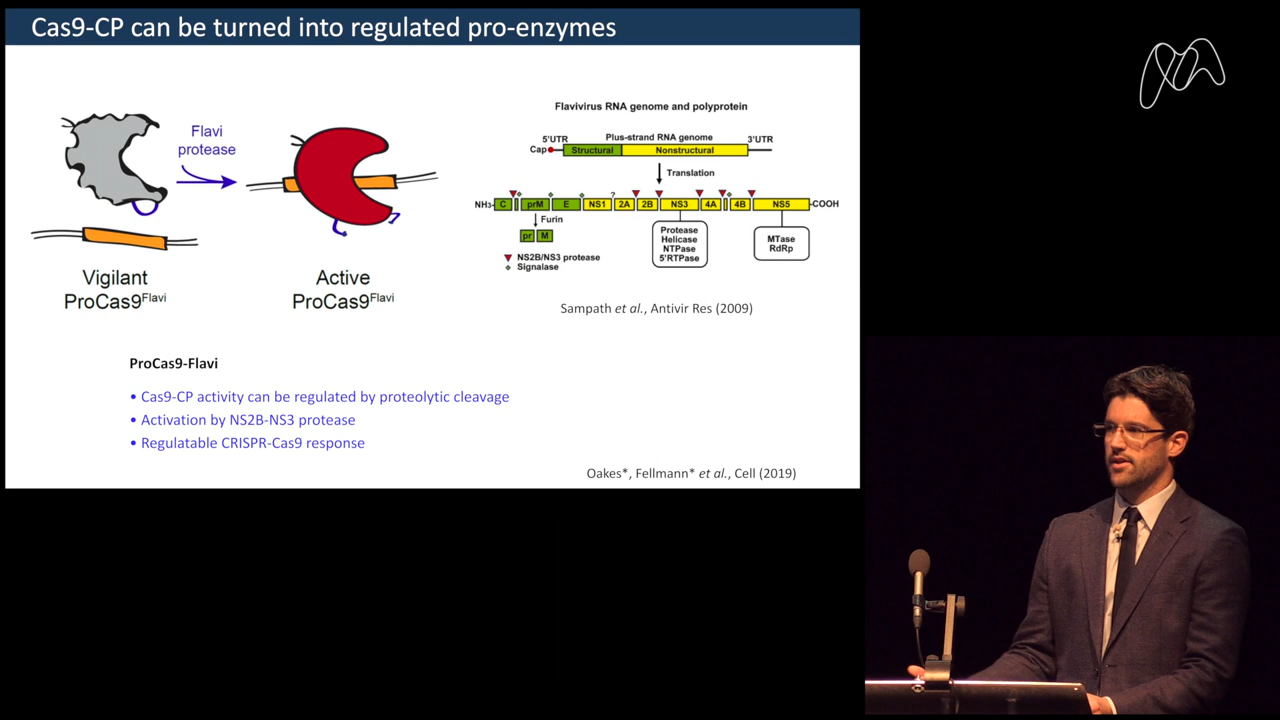 Cas9-CP can be turned into regulated pro-enzymes
Flavi
protease
Vigilant
ProCas9Flavi
Active
ProCas9Flavi
Flavivirus RNA genome and polyprotein
5'UTR Plus-strand RNA genome 3'UTR
Cap Structural Nonstructural
Translation
NH3- C prM E NS1 ? 2A 2B NS3 4A 4B NS5 -COOH
Furin
pr M
Protease
Helicase
NTPase
5'RTPase
MTase
RdRp
NS2B/NS3 protease
Signalase
Sampath et al., Antivir Res (2009)
ProCas9-Flavi
• Cas9-CP activity can be regulated by proteolytic cleavage
• Activation by NS2B-NS3 protease
• Regulatable CRISPR-Cas9 response
Oakes*, Fellmann* et al., Cell (2019)